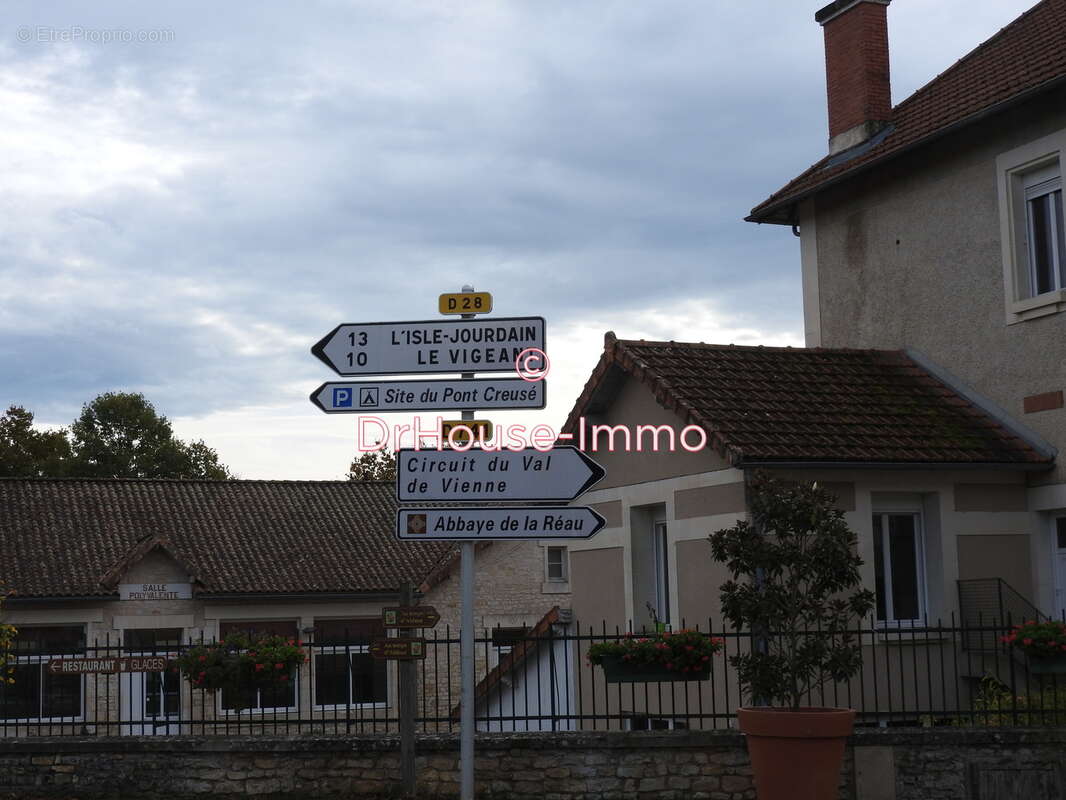 © EtreProprio.com
D 28
13 L'ISLE-JOURDAIN
10 LE VIGEAN
P Site du Pont Creusé
©
DrHouse-Immo
Circuit du Val
de Vienne
Abbaye de la Réau
SALLE
POLYVALENTE
RESTAURANT GLACES